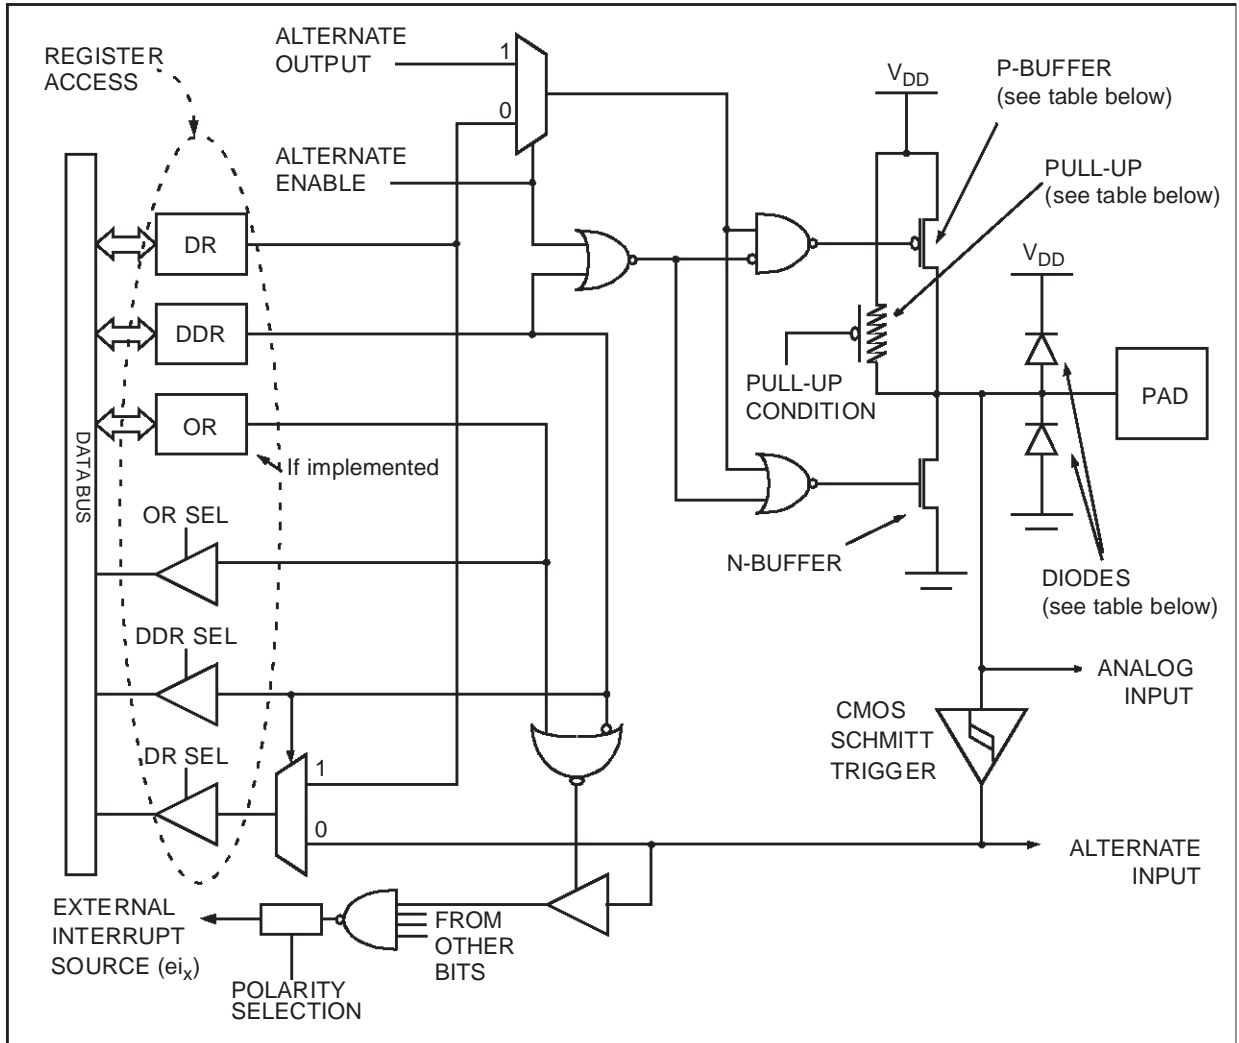 REGISTER
ACCESS
ALTERNATE
OUTPUT
1
0
ALTERNATE
ENABLE
VDD
P-BUFFER
(see table below)
PULL-UP
(see table below)
VDD
DR
DDR
OR
If implemented
DATA BUS
PULL-UP
CONDITION
PAD
N-BUFFER
DIODES
(see table below)
OR SEL
DDR SEL
DR SEL
1
0
CMOS
SCHMITT
TRIGGER
ANALOG
INPUT
ALTERNATE
INPUT
EXTERNAL
INTERRUPT
SOURCE (eix)
POLARITY
SELECTION
FROM
OTHER
BITS